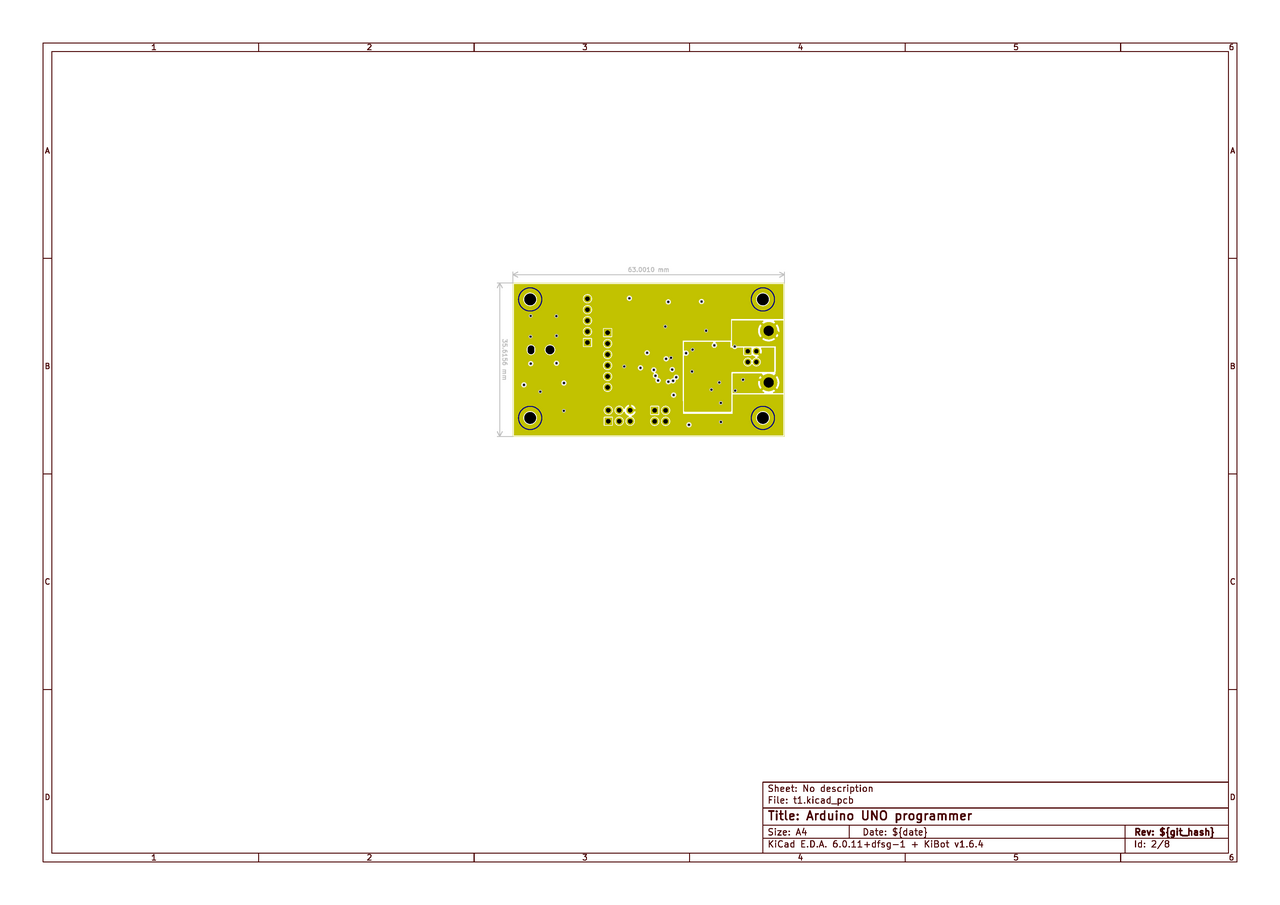 1 2 3 4 5 6
A A
63.0010 mm
35.6156 mm
B B
C C
D D
Sheet: No description
File: t1.kicad_pcb
Title: Arduino UNO programmer
Size: A4 Date: ${date} Rev: ${git_hash}
KiCad E.D.A. 6.0.11+dfsg-1 + KiBot v1.6.4 Id: 2/8
1 2 3 4 5 6